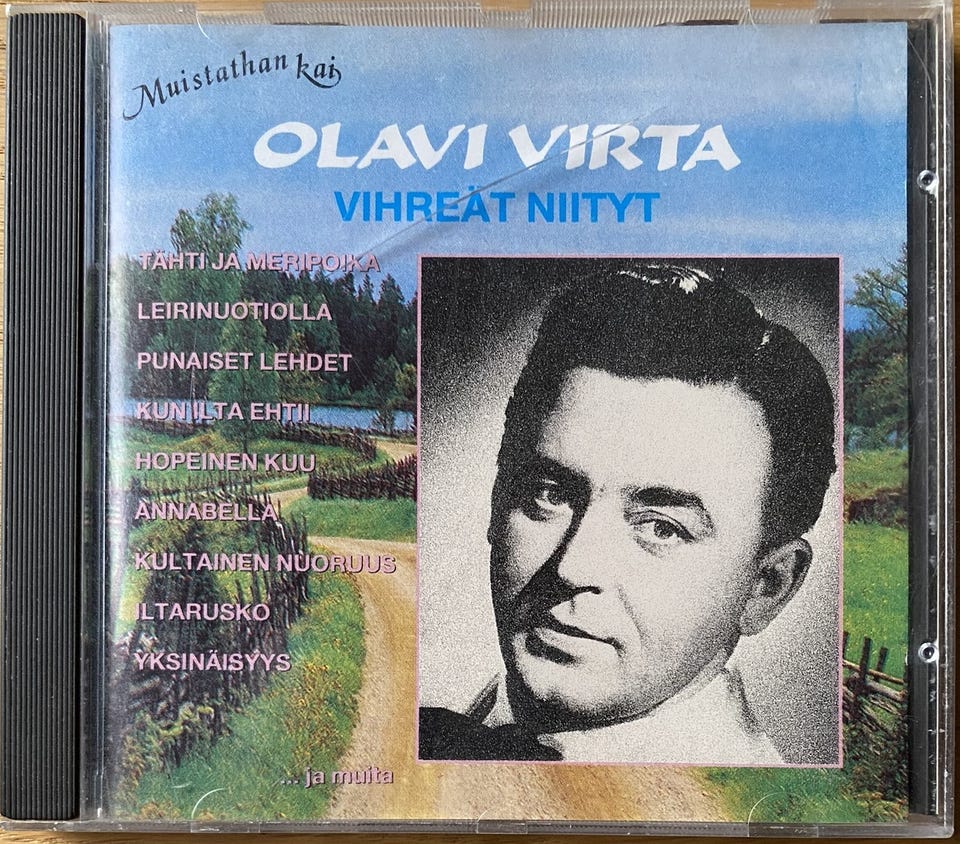 Muistathan kai
OLAVI VIRTA
VIHREÄT NIITYT
TÄHTI JA MERIPOIKA
LEIRINUOTIOLLA
PUNAISET LEHDET
KUN ILTA EHTII
HOPEINEN KUU
ANNABELLA
KULTAINEN NUORUUS
ILTARUSKO
YKSINÄISYYS
... ja muita